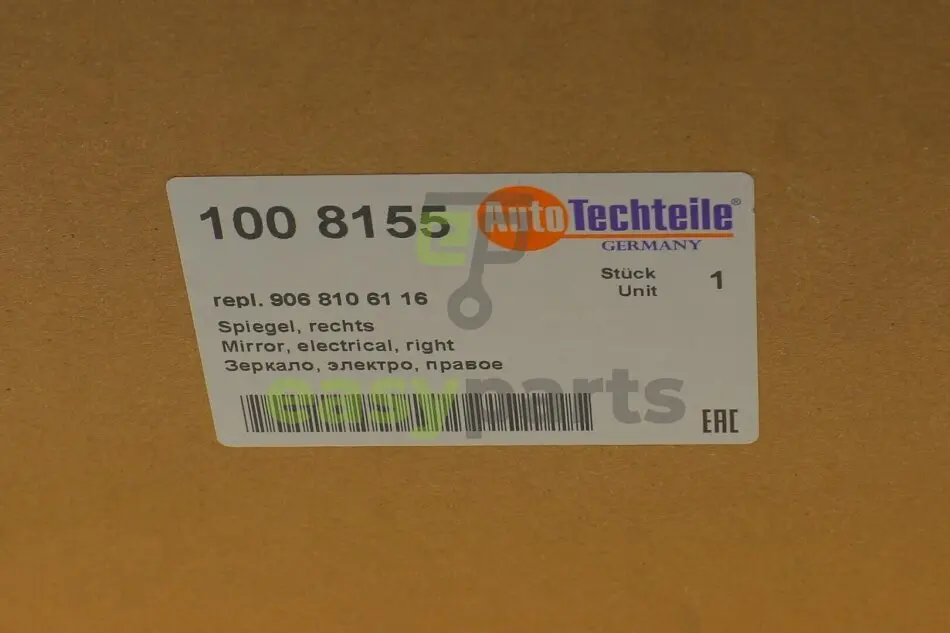 100 8155
AutoTechteile®
GERMANY
Stück 1
Unit
repl. 906 810 61 16
Spiegel, rechts
Mirror, electrical, right
Зеркало, электро, правое
easyparts
EAC